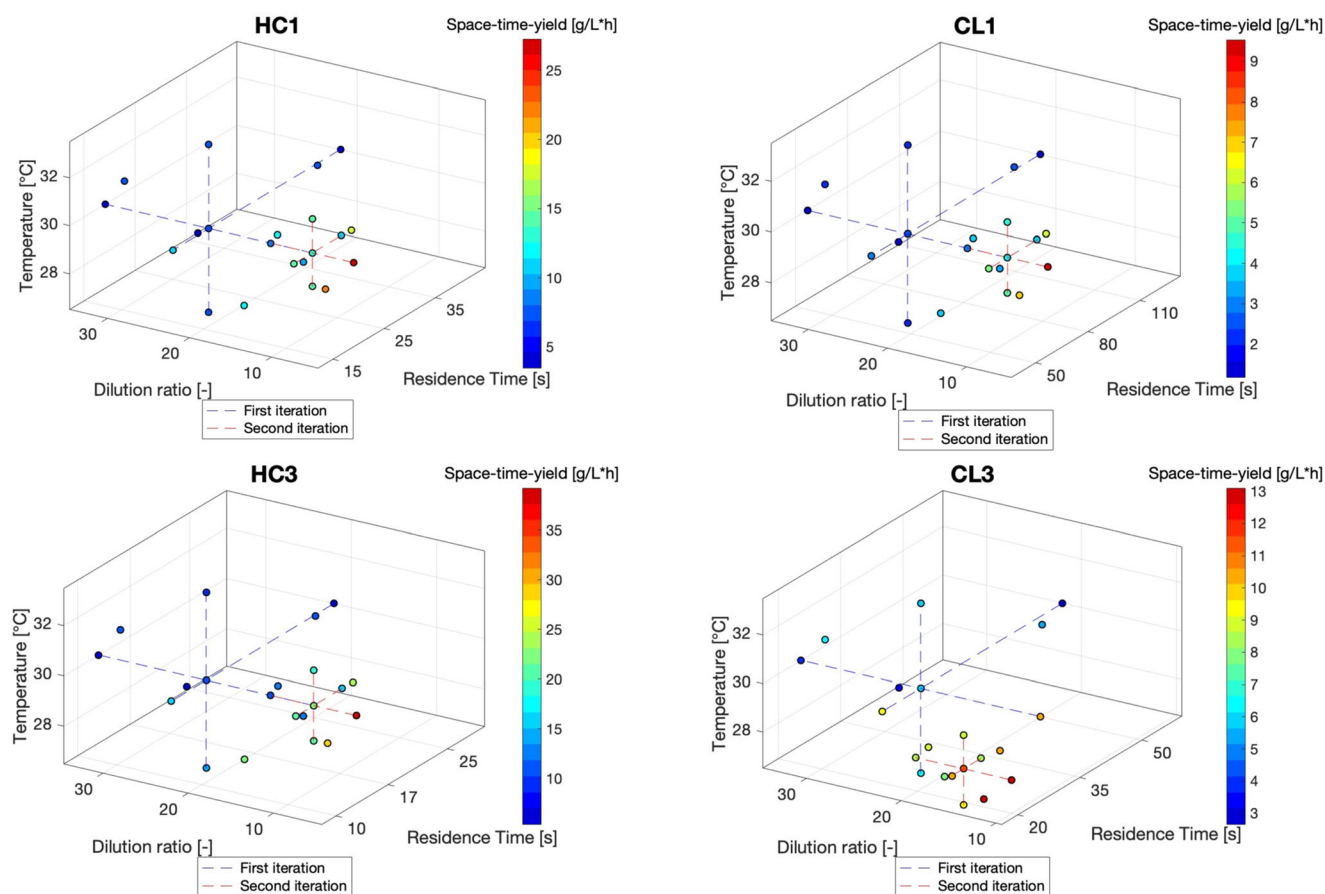 HC1
Space-time-yield [g/L*h]
25
20
15
10
5
Temperature [°C]
32
30
28
30
20
10
Dilution ratio [-]
15
25
35
Residence Time [s]
First iteration
Second iteration
CL1
Space-time-yield [g/L*h]
9
8
7
6
5
4
3
2
Temperature [°C]
32
30
28
30
20
10
Dilution ratio [-]
50
80
110
Residence Time [s]
First iteration
Second iteration
HC3
Space-time-yield [g/L*h]
35
30
25
20
15
10
Temperature [°C]
32
30
28
30
20
10
Dilution ratio [-]
10
17
25
Residence Time [s]
First iteration
Second iteration
CL3
Space-time-yield [g/L*h]
13
12
11
10
9
8
7
6
5
4
3
Temperature [°C]
32
30
28
30
20
10
Dilution ratio [-]
20
35
50
Residence Time [s]
First iteration
Second iteration